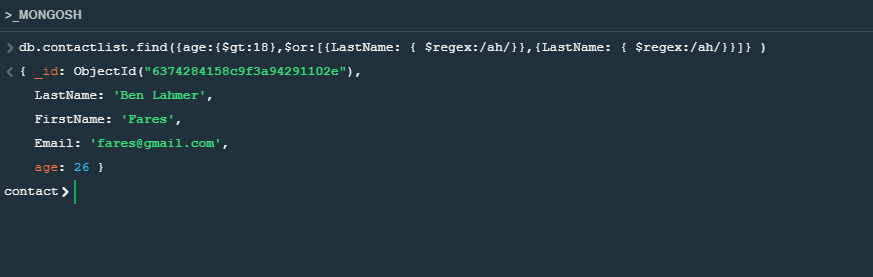 >_MONGOSH
> db.contactlist.find({age:{$gt:18},$or:[{LastName: { $regex:/ah/}},{LastName: { $regex:/ah/}}]} )
< { _id: ObjectId("6374284158c9f3a94291102e"),
LastName: 'Ben Lahmer',
FirstName: 'Fares',
Email: 'fares@gmail.com',
age: 26 }
contact>